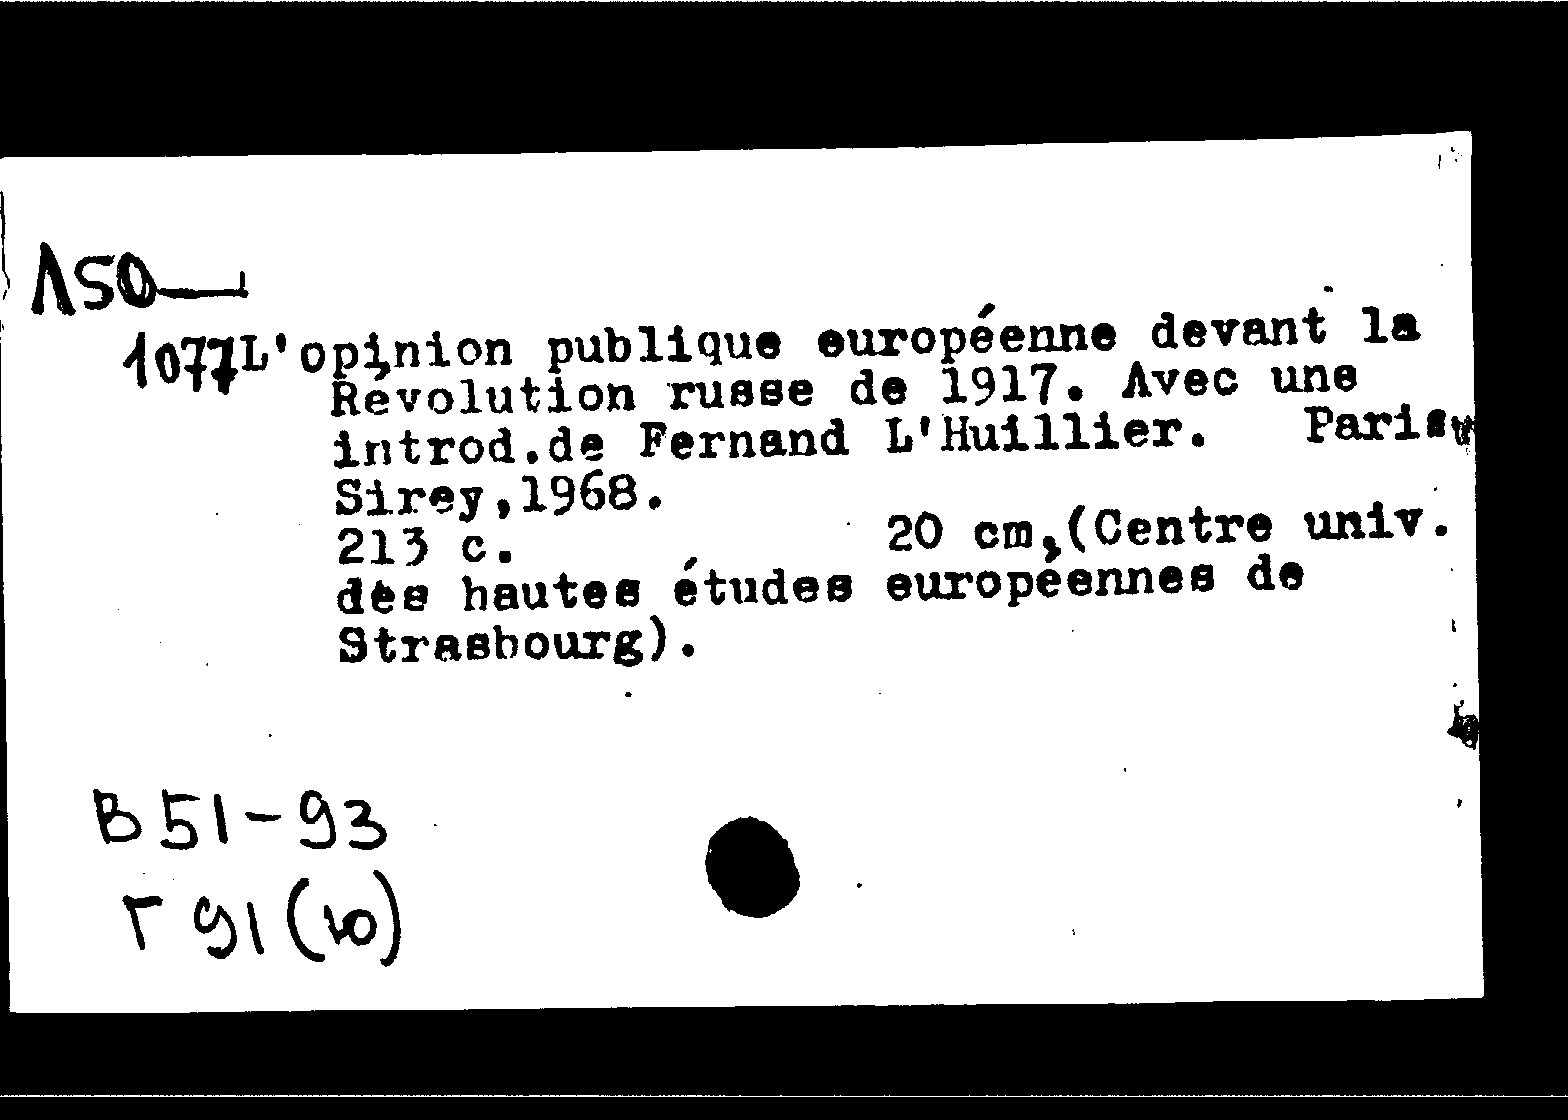 150
1077 L'opinion publique européenne devant la
Révolution russe de 1917. Avec une
introd.de Fernand L'Huillier. Paris,
Sirey,1968.
213 c. 20 cm,(Centre univ.
des hautes études européennes de
Strasbourg).
В 51-93
Г 91(10)